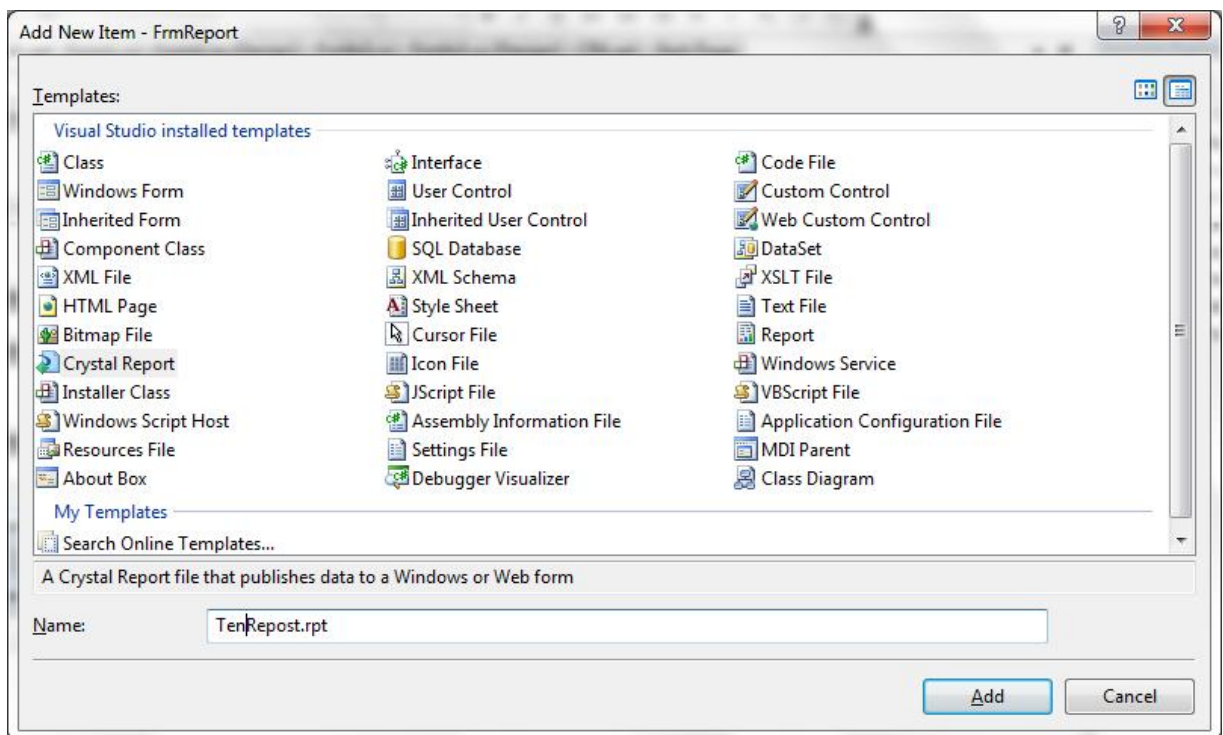 Add New Item - FrmReport
Templates:
Visual Studio installed templates
Class Interface Code File
Windows Form User Control Custom Control
Inherited Form Inherited User Control Web Custom Control
Component Class SQL Database DataSet
XML File XML Schema XSLT File
HTML Page Style Sheet Text File
Bitmap File Cursor File Report
Crystal Report Icon File Windows Service
Installer Class JScript File VBScript File
Windows Script Host Assembly Information File Application Configuration File
Resources File Settings File MDI Parent
About Box Debugger Visualizer Class Diagram
My Templates
Search Online Templates...
A Crystal Report file that publishes data to a Windows or Web form
Name: TenRepost.rpt
Add Cancel